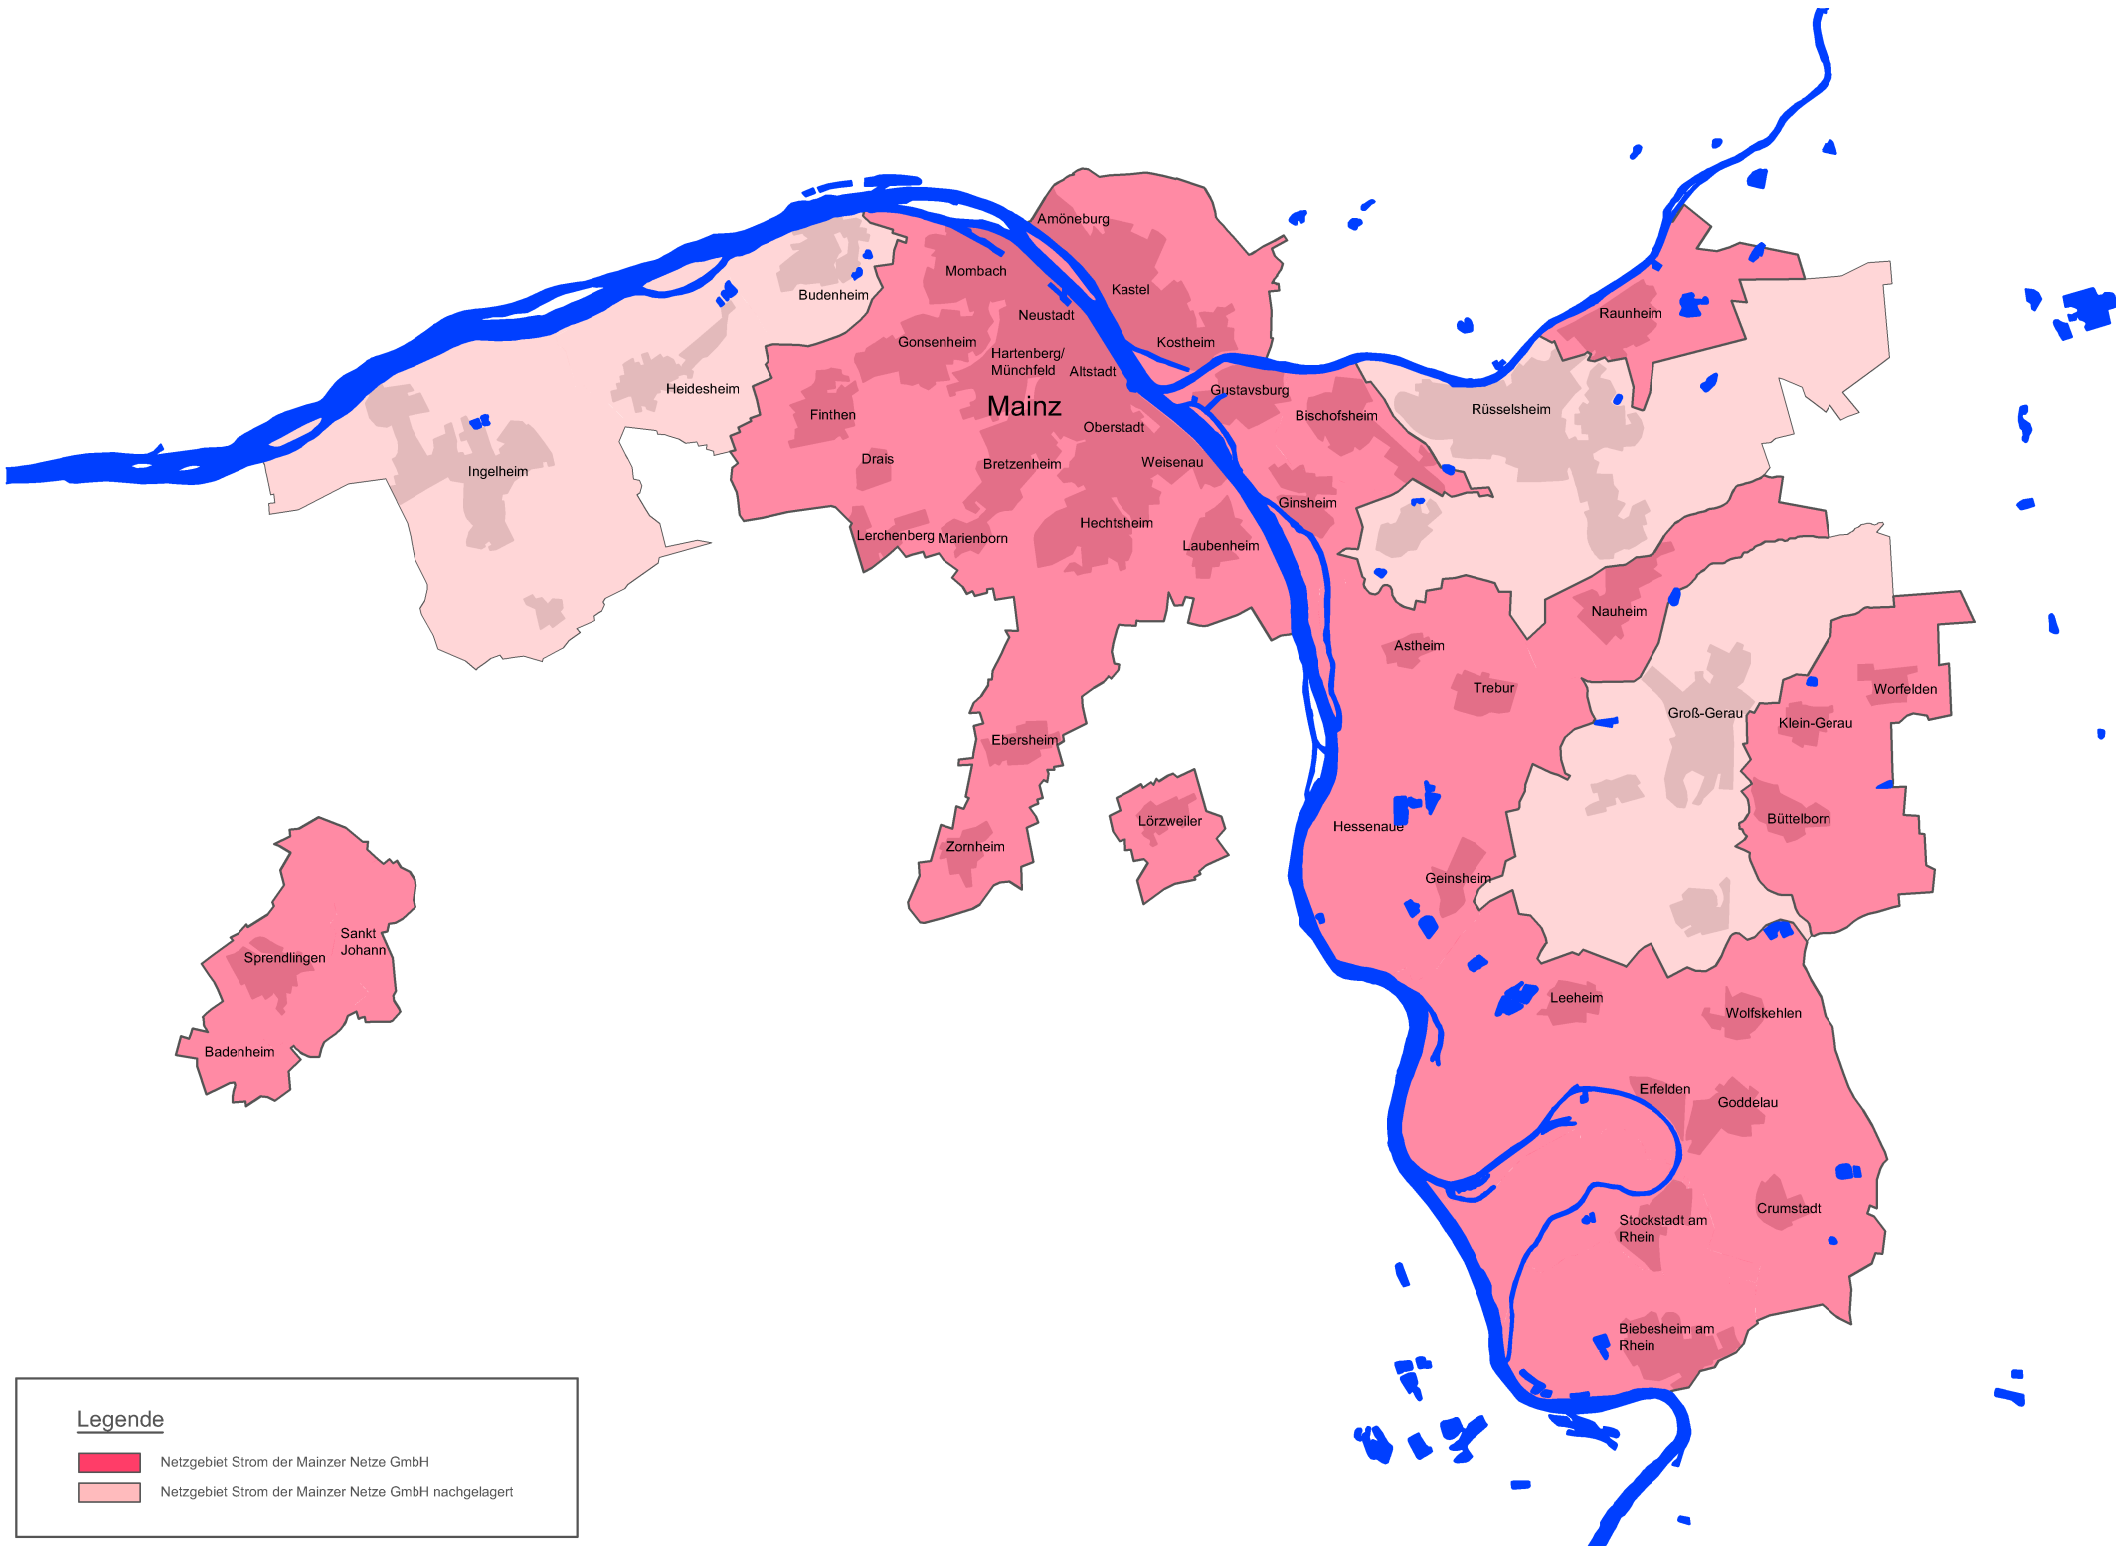 Amöneburg
Mombach
Kastel
Budenheim
Neustadt
Raunheim
Gonsenheim
Kostheim
Hartenberg/
Münchfeld
Altstadt
Heidesheim
Gustavsburg
Mainz
Rüsselsheim
Finthen
Bischofsheim
Oberstadt
Drais
Bretzenheim
Weisenau
Ingelheim
Ginsheim
Hechtsheim
Lerchenberg
Marienborn
Laubenheim
Nauheim
Astheim
Trebur
Worfelden
Groß-Gerau
Klein-Gerau
Ebersheim
Lörzweiler
Büttelborn
Hessenaue
Zornheim
Geinsheim
Sankt
Johann
Sprendlingen
Leeheim
Wolfskehlen
Badenheim
Erfelden
Goddelau
Crumstadt
Stockstadt am
Rhein
Biebesheim am
Rhein
Legende
Netzgebiet Strom der Mainzer Netze GmbH
Netzgebiet Strom der Mainzer Netze GmbH nachgelagert